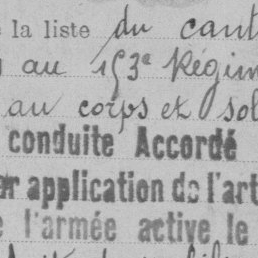 la liste du cant
au 153e Régim
au corps et sol
conduite Accordé
er application de l'art
e l'armée active le